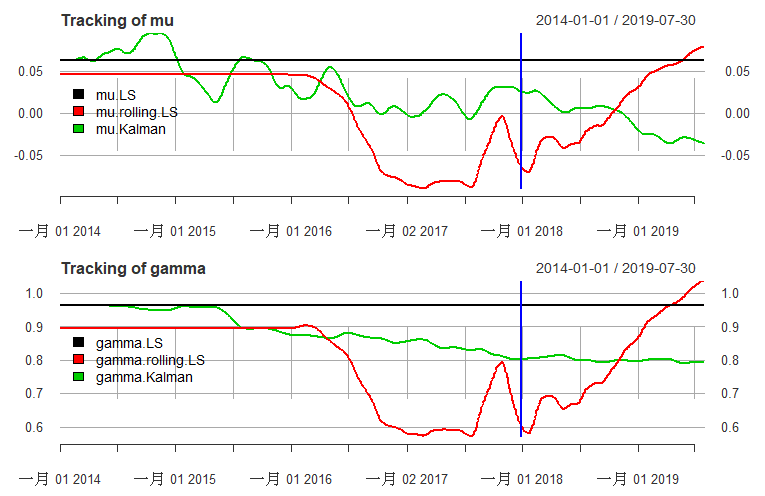 Tracking of mu 2014-01-01 / 2019-07-30
0.05 0.05
0.00 0.00
-0.05 -0.05
mu.LS
mu.rolling.LS
mu.Kalman
一月 01 2014 一月 01 2015 一月 01 2016 一月 02 2017 一月 01 2018 一月 01 2019
Tracking of gamma 2014-01-01 / 2019-07-30
1.0 1.0
0.9 0.9
0.8 0.8
0.7 0.7
0.6 0.6
gamma.LS
gamma.rolling.LS
gamma.Kalman
一月 01 2014 一月 01 2015 一月 01 2016 一月 02 2017 一月 01 2018 一月 01 2019